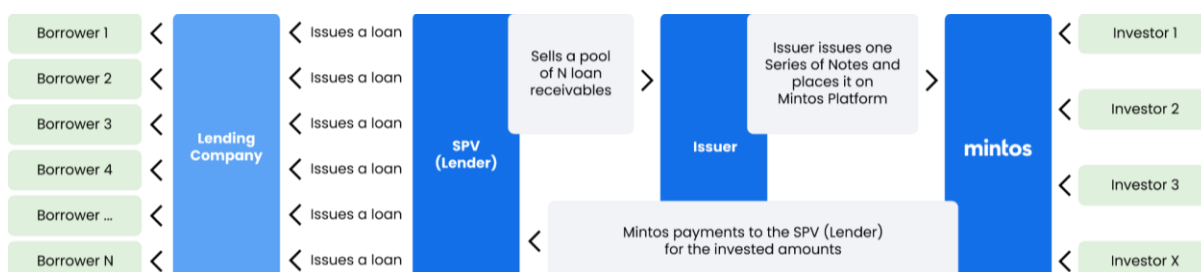 Borrower 1
Borrower 2
Borrower 3
Borrower 4
Borrower ...
Borrower N
Lending
Company
Issues a loan
Issues a loan
Issues a loan
Issues a loan
Issues a loan
Issues a loan
SPV
(Lender)
Sells a pool
of N loan
receivables
Issuer
Issuer issues one
Series of Notes and
places it on
Mintos Platform
Mintos payments to the SPV (Lender)
for the invested amounts
mintos
Investor 1
Investor 2
Investor 3
Investor X